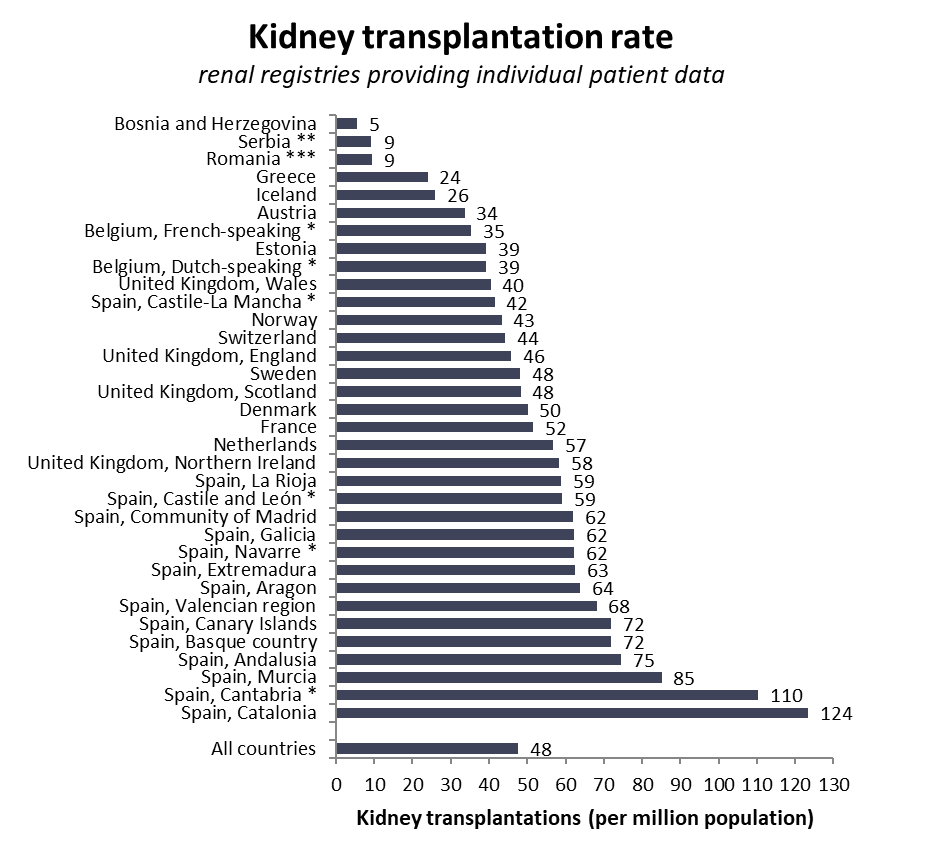 Kidney transplantation rate
renal registries providing individual patient data
Bosnia and Herzegovina 5
Serbia ** 9
Romania *** 9
Greece 24
Iceland 26
Austria 34
Belgium, French-speaking * 35
Estonia 39
Belgium, Dutch-speaking * 39
United Kingdom, Wales 40
Spain, Castile-La Mancha * 42
Norway 43
Switzerland 44
United Kingdom, England 46
Sweden 48
United Kingdom, Scotland 48
Denmark 50
France 52
Netherlands 57
United Kingdom, Northern Ireland 58
Spain, La Rioja 59
Spain, Castile and León * 59
Spain, Community of Madrid 62
Spain, Galicia 62
Spain, Navarre * 62
Spain, Extremadura 63
Spain, Aragon 64
Spain, Valencian region 68
Spain, Canary Islands 72
Spain, Basque country 72
Spain, Andalusia 75
Spain, Murcia 85
Spain, Cantabria * 110
Spain, Catalonia 124
All countries 48
0 10 20 30 40 50 60 70 80 90 100 110 120 130
Kidney transplantations (per million population)